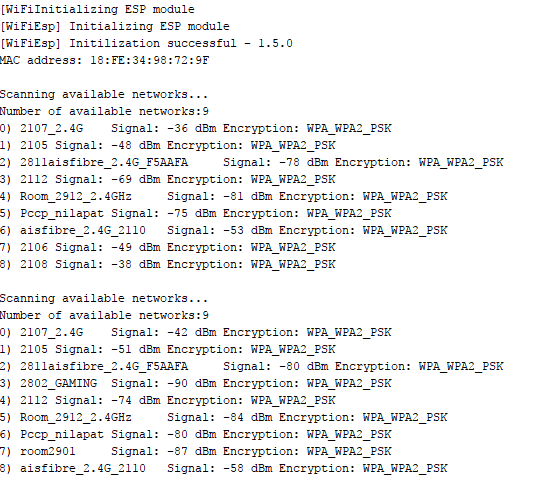 [WiFiInitializing ESP module
[WiFiEsp] Initializing ESP module
[WiFiEsp] Initilization successful - 1.5.0
MAC address: 18:FE:34:98:72:9F

Scanning available networks...
Number of available networks:9
0) 2107_2.4G Signal: -36 dBm Encryption: WPA_WPA2_PSK
1) 2105 Signal: -48 dBm Encryption: WPA_WPA2_PSK
2) 2811aisfibre_2.4G_F5AAFA Signal: -78 dBm Encryption: WPA_WPA2_PSK
3) 2112 Signal: -69 dBm Encryption: WPA_WPA2_PSK
4) Room_2912_2.4GHz Signal: -81 dBm Encryption: WPA_WPA2_PSK
5) Pccp_nilapat Signal: -75 dBm Encryption: WPA_WPA2_PSK
6) aisfibre_2.4G_2110 Signal: -53 dBm Encryption: WPA_WPA2_PSK
7) 2106 Signal: -49 dBm Encryption: WPA_WPA2_PSK
8) 2108 Signal: -38 dBm Encryption: WPA_WPA2_PSK

Scanning available networks...
Number of available networks:9
0) 2107_2.4G Signal: -42 dBm Encryption: WPA_WPA2_PSK
1) 2105 Signal: -51 dBm Encryption: WPA_WPA2_PSK
2) 2811aisfibre_2.4G_F5AAFA Signal: -80 dBm Encryption: WPA_WPA2_PSK
3) 2802_GAMING Signal: -90 dBm Encryption: WPA_WPA2_PSK
4) 2112 Signal: -74 dBm Encryption: WPA_WPA2_PSK
5) Room_2912_2.4GHz Signal: -84 dBm Encryption: WPA_WPA2_PSK
6) Pccp_nilapat Signal: -80 dBm Encryption: WPA_WPA2_PSK
7) room2901 Signal: -87 dBm Encryption: WPA_WPA2_PSK
8) aisfibre_2.4G_2110 Signal: -58 dBm Encryption: WPA_WPA2_PSK